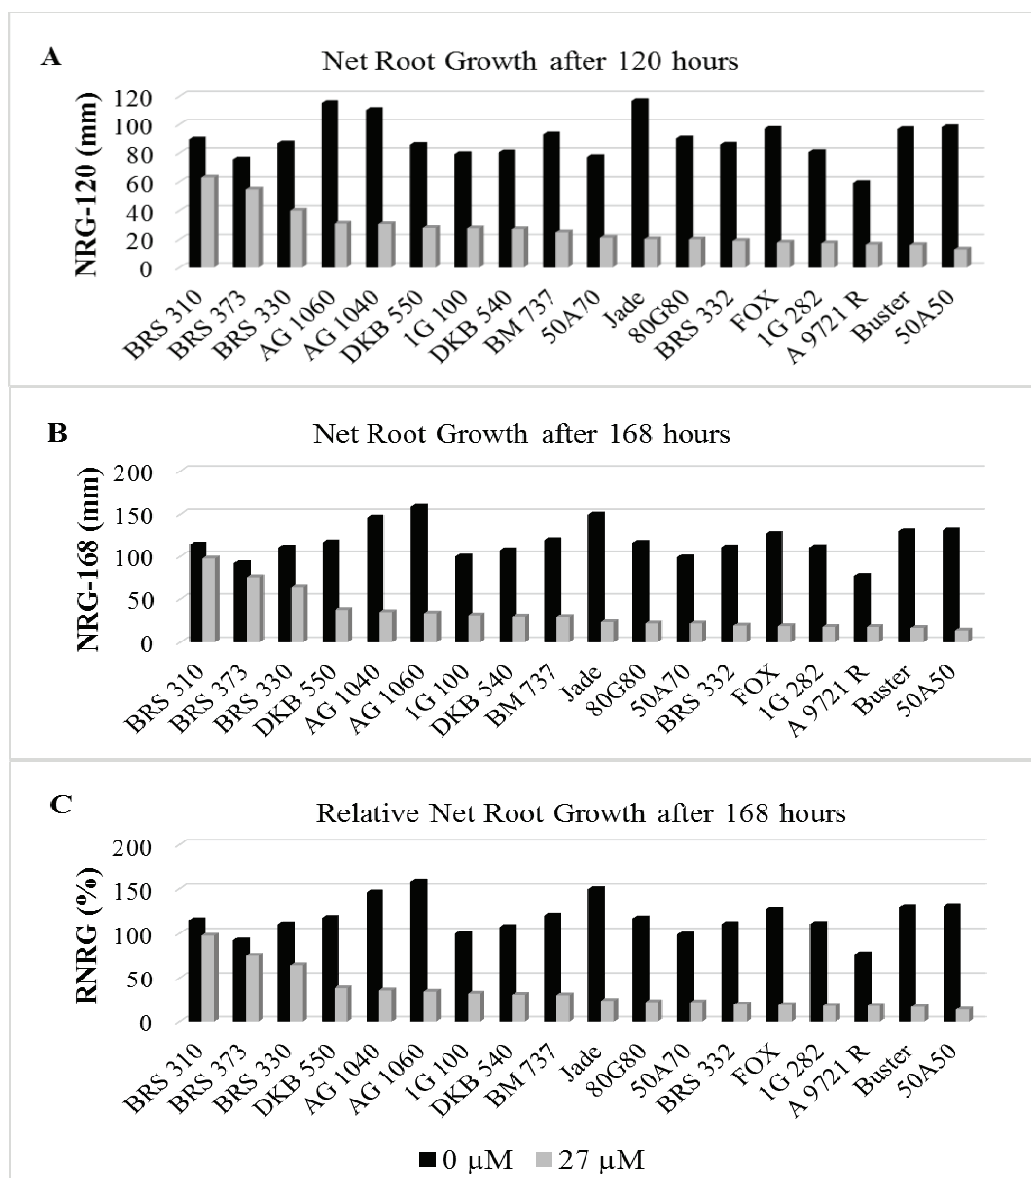 A
Net Root Growth after 120 hours
NRG-120 (mm)
120
100
80
60
40
20
0
BRS 310
BRS 373
BRS 330
AG 1060
AG 1040
DKB 550
1G 100
DKB 540
BM 737
50A70
Jade
80G80
BRS 332
FOX
1G 282
A 9721 R
Buster
50A50
B
Net Root Growth after 168 hours
NRG-168 (mm)
200
150
100
50
0
BRS 310
BRS 373
BRS 330
DKB 550
AG 1040
AG 1060
1G 100
DKB 540
BM 737
Jade
80G80
50A70
BRS 332
FOX
1G 282
A 9721 R
Buster
50A50
C
Relative Net Root Growth after 168 hours
RNRG (%)
200
150
100
50
0
BRS 310
BRS 373
BRS 330
DKB 550
AG 1040
AG 1060
1G 100
DKB 540
BM 737
Jade
80G80
50A70
BRS 332
FOX
1G 282
A 9721 R
Buster
50A50
0 µM 27 µM